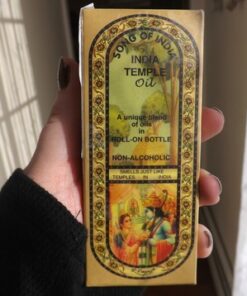 SONG OF INDIA
INDIA
TEMPLE
Oil
A unique blend
of oils
in
ROLL-ON BOTTLE
NON-ALCOHOLIC
SMELLS JUST LIKE
TEMPLES IN INDIA